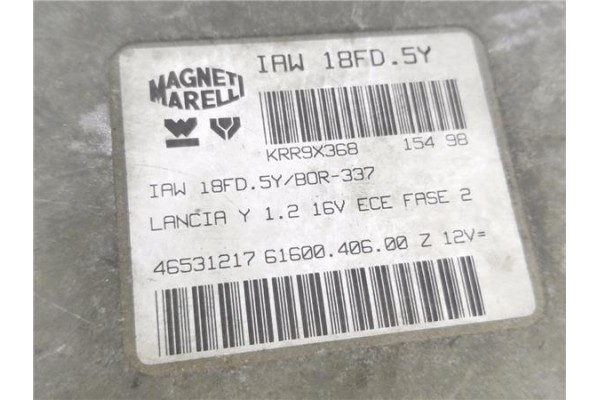 IAW 18FD.5Y
MAGNETI
MARELLI
KRR9X368 154 98
IAW 18FD.5Y/BOR-337
LANCIA Y 1.2 16V ECE FASE 2
46531217 61600.406.00 Z 12V=